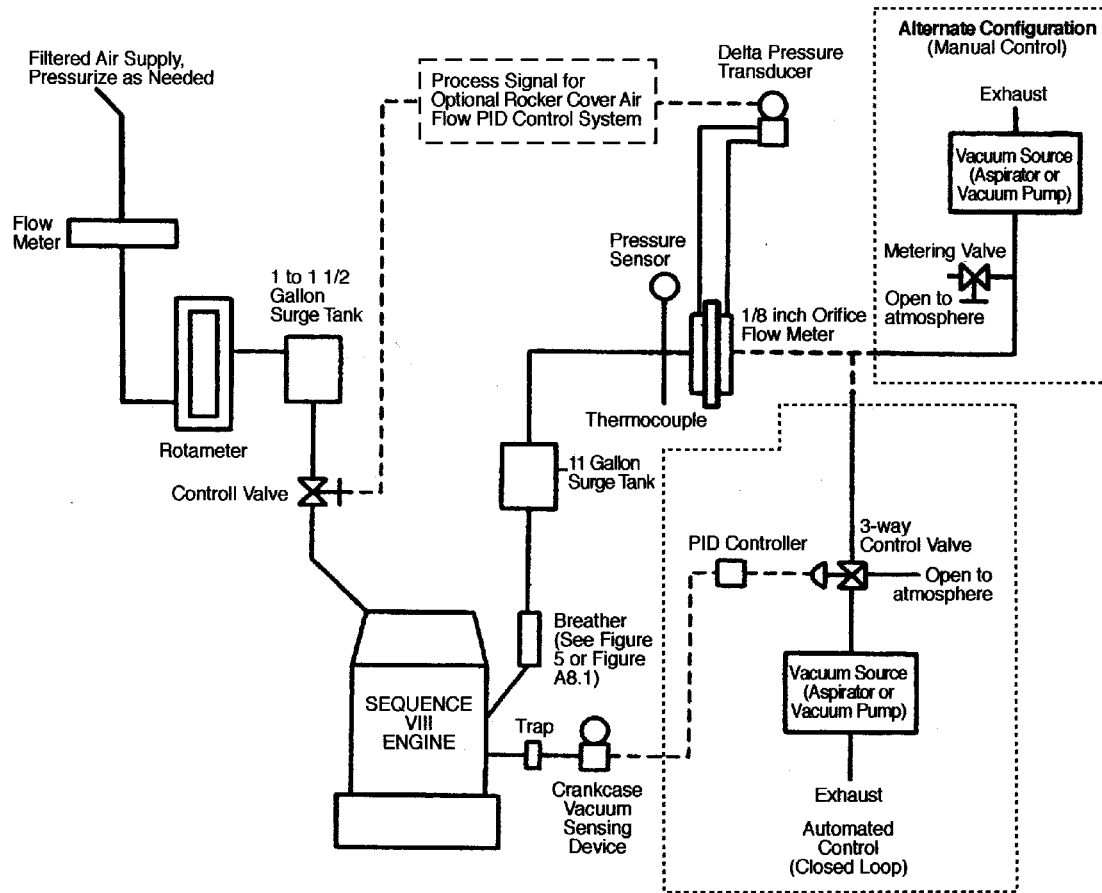 Alternate Configuration
(Manual Control)
Filtered Air Supply,
Pressurize as Needed
Delta Pressure
Transducer
Process Signal for
Optional Rocker Cover Air
Flow PID Control System
Exhaust
Vacuum Source
(Aspirator or
Vacuum Pump)
Flow
Meter
Pressure
Sensor
Metering Valve
Open to
atmosphere
1 to 1 1/2
Gallon
Surge Tank
1/8 inch Orifice
Flow Meter
Thermocouple
Rotameter
11 Gallon
Surge Tank
Controll Valve
3-way
Control Valve
PID Controller
Open to
atmosphere
Breather
(See Figure
5 or Figure
A8.1)
Vacuum Source
(Aspirator or
Vacuum Pump)
SEQUENCE
VIII
ENGINE
Trap
Crankcase
Vacuum
Sensing
Device
Exhaust
Automated
Control
(Closed Loop)